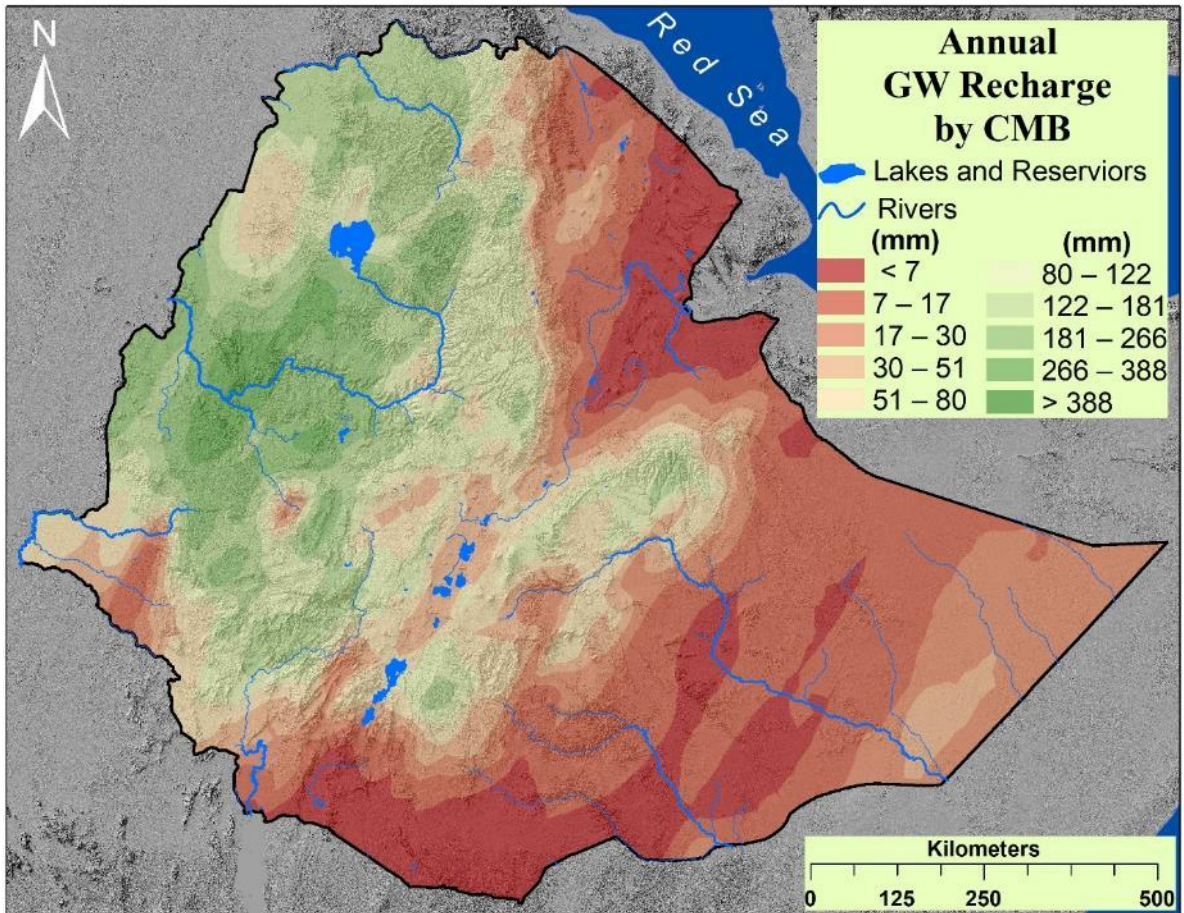 N
Red Sea
Annual
GW Recharge
by CMB
Lakes and Reserviors
Rivers
(mm) (mm)
< 7 80 – 122
7 – 17 122 – 181
17 – 30 181 – 266
30 – 51 266 – 388
51 – 80 > 388
Kilometers
0 125 250 500